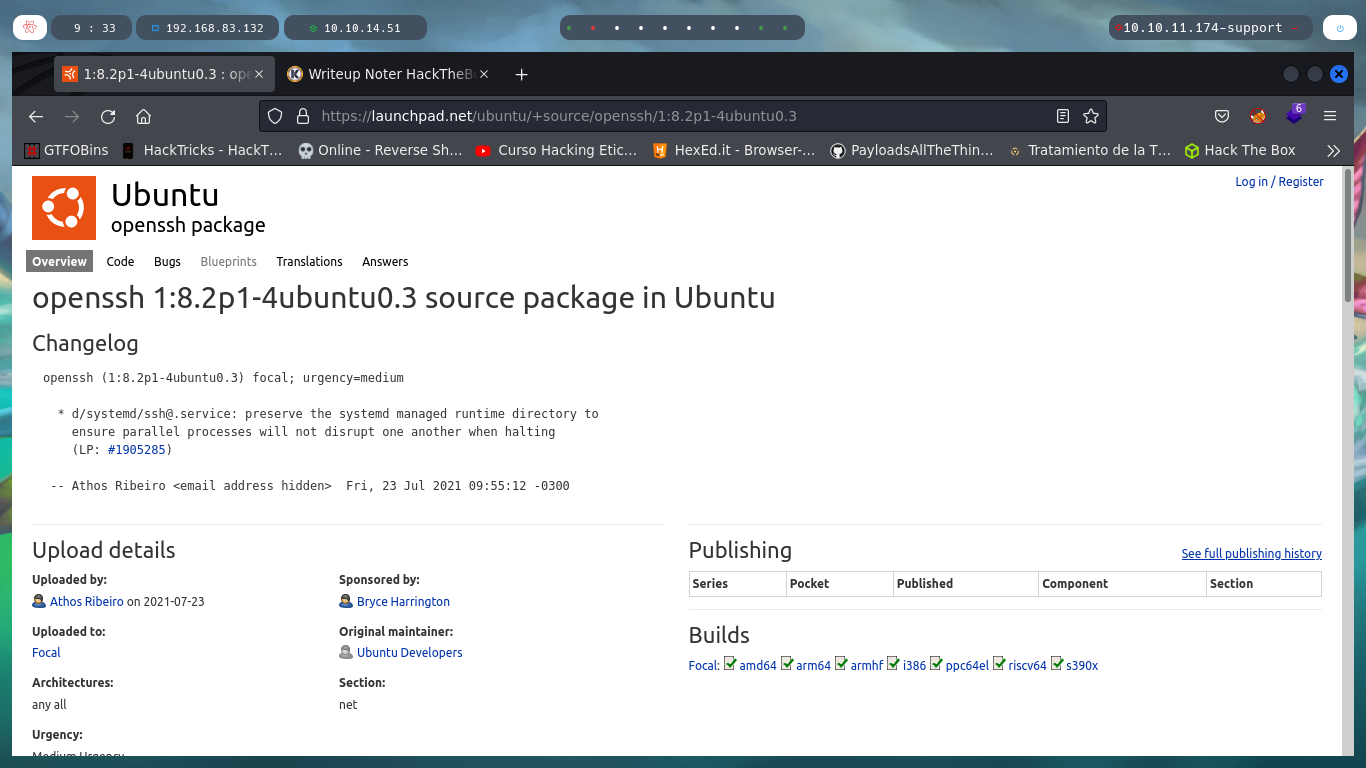 9 : 33 192.168.83.132 10.10.14.51 10.10.11.174-support
1:8.2p1-4ubuntu0.3 : ope Writeup Noter HackTheB
https://launchpad.net/ubuntu/+source/openssh/1:8.2p1-4ubuntu0.3 6
GTFOBins HackTricks - HackT… Online - Reverse Sh… Curso Hacking Etic… HexEd.it - Browser-… PayloadsAllTheThin… Tratamiento de la T… Hack The Box
Log in / Register
Ubuntu
openssh package
Overview Code Bugs Blueprints Translations Answers
openssh 1:8.2p1-4ubuntu0.3 source package in Ubuntu
Changelog
openssh (1:8.2p1-4ubuntu0.3) focal; urgency=medium
* d/systemd/ssh@.service: preserve the systemd managed runtime directory to
ensure parallel processes will not disrupt one another when halting
(LP: #1905285)
-- Athos Ribeiro <email address hidden> Fri, 23 Jul 2021 09:55:12 -0300
Upload details
Uploaded by:
Athos Ribeiro on 2021-07-23
Sponsored by:
Bryce Harrington
Uploaded to:
Focal
Original maintainer:
Ubuntu Developers
Architectures:
any all
Section:
net
Urgency:
Medium Urgency
Publishing
See full publishing history
Series Pocket Published Component Section
Builds
Focal: amd64 arm64 armhf i386 ppc64el riscv64 s390x